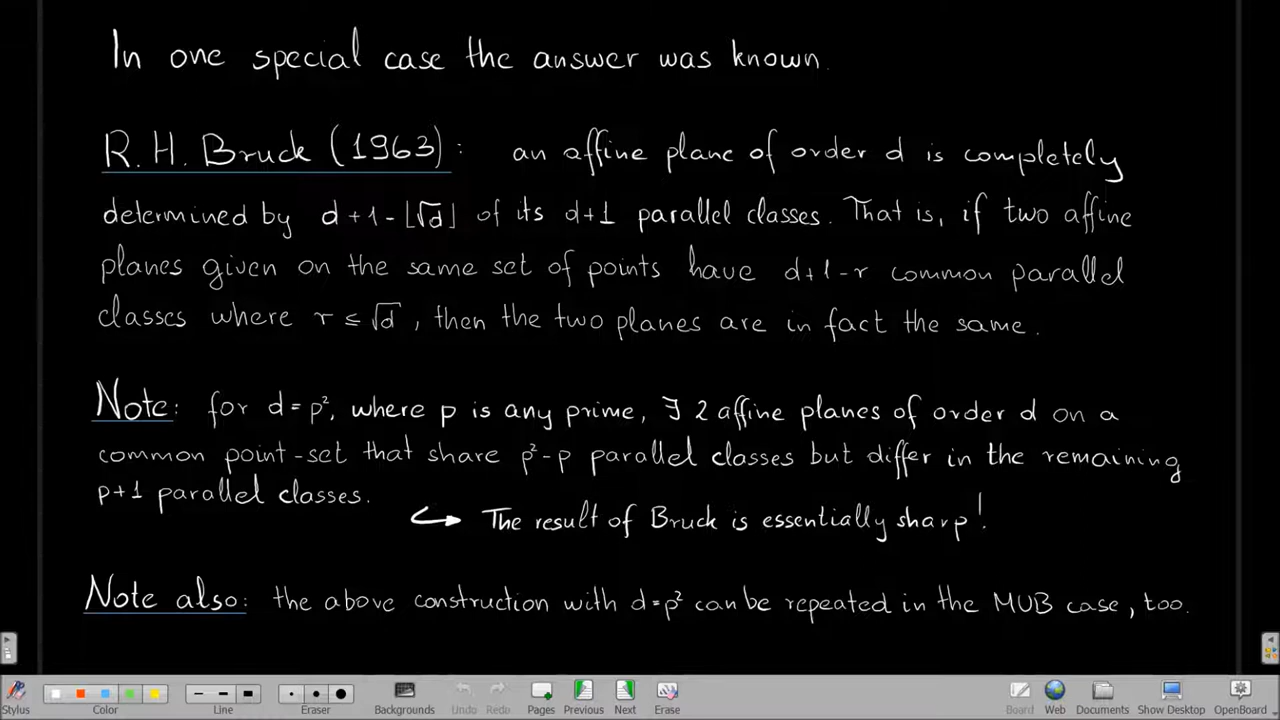 In one special case the answer was known.
R. H. Bruck (1963): an affine plane of order d is completely
determined by d+1-⌊√d⌋ of its d+1 parallel classes. That is, if two affine
planes given on the same set of points have d+1-r common parallel
classes where r ≤ √d, then the two planes are in fact the same.
Note: for d=p², where p is any prime, ∃ 2 affine planes of order d on a
common point-set that share p²-p parallel classes but differ in the remaining
p+1 parallel classes.
↪ The result of Bruck is essentially sharp!
Note also: the above construction with d=p² can be repeated in the MUB case, too.
Stylus Color Line Eraser Backgrounds Undo Redo Pages Previous Next Erase Board Web Documents Show Desktop OpenBoard